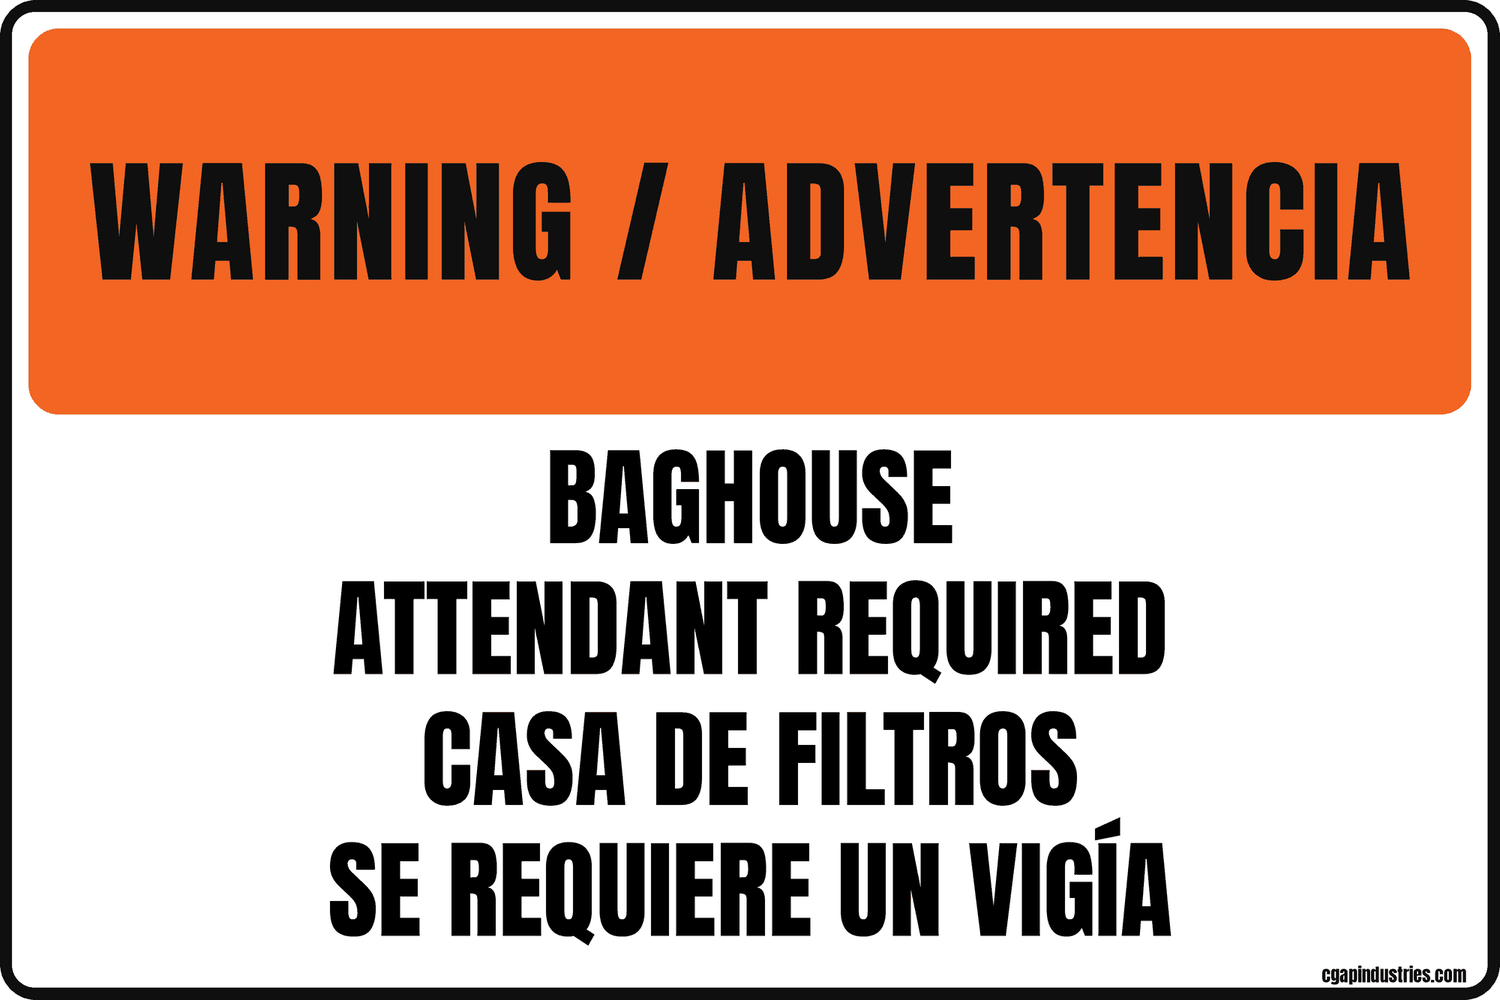 WARNING / ADVERTENCIA
BAGHOUSE
ATTENDANT REQUIRED
CASA DE FILTROS
SE REQUIERE UN VIGÍA
cgapindustries.com